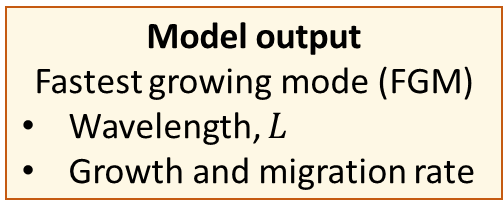 Model output
Fastest growing mode (FGM)
• Wavelength, L
• Growth and migration rate